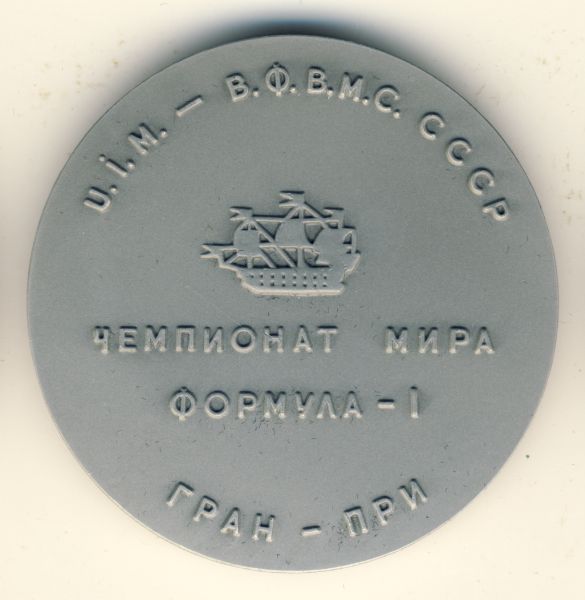 U.I.M. – В.Ф.В.М.С. СССР
ЧЕМПИОНАТ МИРА
ФОРМУЛА – I
ГРАН – ПРИ